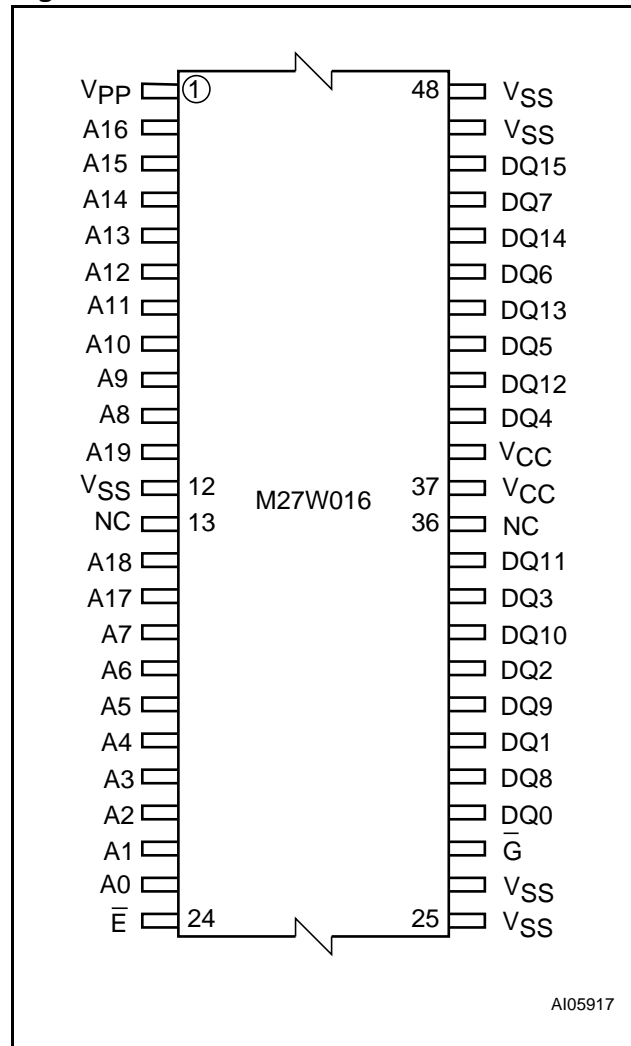 VPP 1 48 VSS
A16 VSS
A15 DQ15
A14 DQ7
A13 DQ14
A12 DQ6
A11 DQ13
A10 DQ5
A9 DQ12
A8 DQ4
A19 VCC
VSS 12 M27W016 37 VCC
NC 13 36 NC
A18 DQ11
A17 DQ3
A7 DQ10
A6 DQ2
A5 DQ9
A4 DQ1
A3 DQ8
A2 DQ0
A1 G̅
A0 VSS
E̅ 24 25 VSS
AI05917